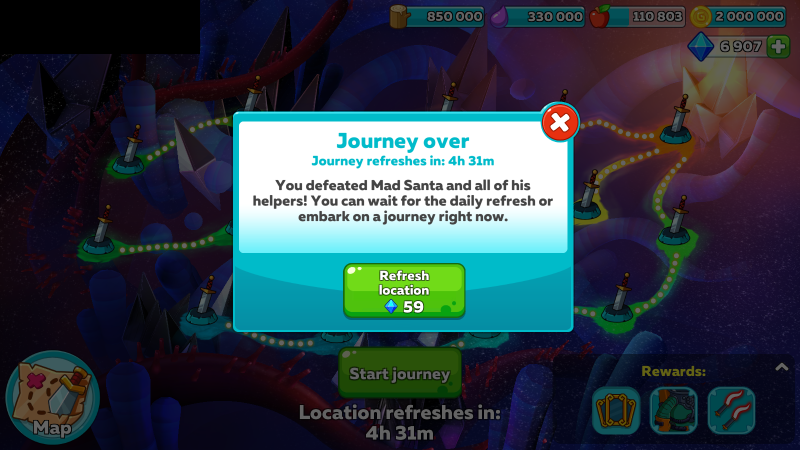 850 000
330 000
110 803
2 000 000
6 907
Journey over
Journey refreshes in: 4h 31m
You defeated Mad Santa and all of his
helpers! You can wait for the daily refresh or
embark on a journey right now.
Refresh
location
59
Start journey
Location refreshes in:
4h 31m
Map
Rewards: